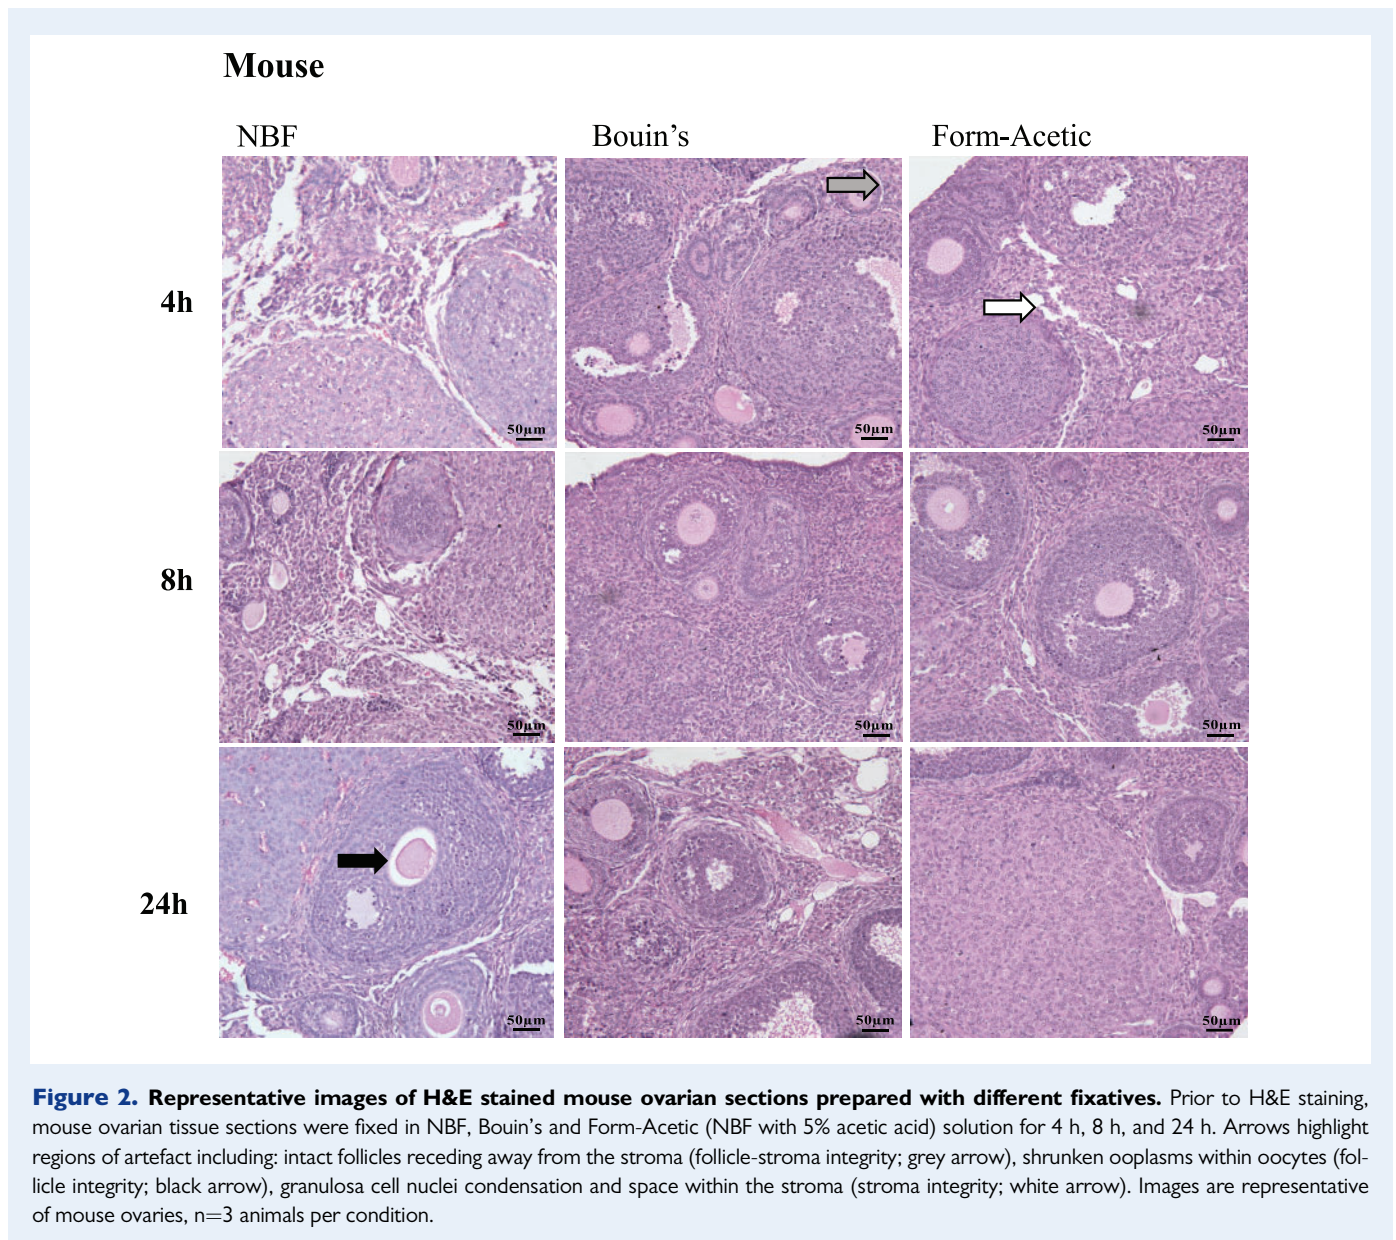 Mouse
NBF Bouin's Form-Acetic
4h
50µm 50µm 50µm
8h
50µm 50µm 50µm
24h
50µm 50µm 50µm
Figure 2. Representative images of H&E stained mouse ovarian sections prepared with different fixatives. Prior to H&E staining,
mouse ovarian tissue sections were fixed in NBF, Bouin's and Form-Acetic (NBF with 5% acetic acid) solution for 4 h, 8 h, and 24 h. Arrows highlight
regions of artefact including: intact follicles receding away from the stroma (follicle-stroma integrity; grey arrow), shrunken ooplasms within oocytes (fol-
licle integrity; black arrow), granulosa cell nuclei condensation and space within the stroma (stroma integrity; white arrow). Images are representative
of mouse ovaries, n=3 animals per condition.